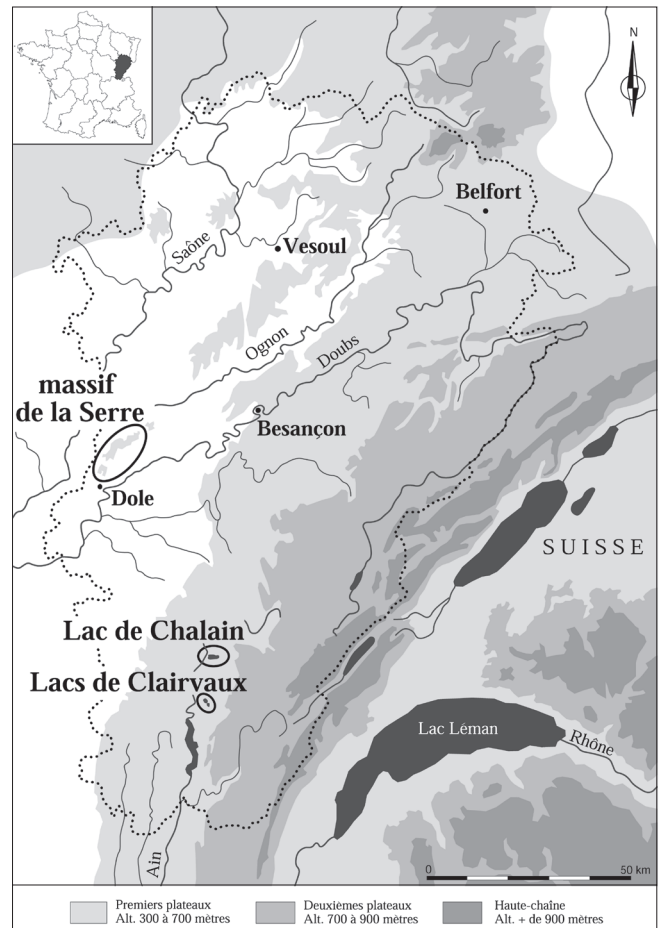 N
Belfort
Vesoul
Saône
Ognon
Doubs
massif
de la Serre
Besançon
Dole
SUISSE
Lac de Chalain
Lacs de Clairvaux
Lac Léman
Rhône
Ain
0
50 km
Premiers plateaux
Alt. 300 à 700 mètres
Deuxièmes plateaux
Alt. 700 à 900 mètres
Haute-chaîne
Alt. + de 900 mètres